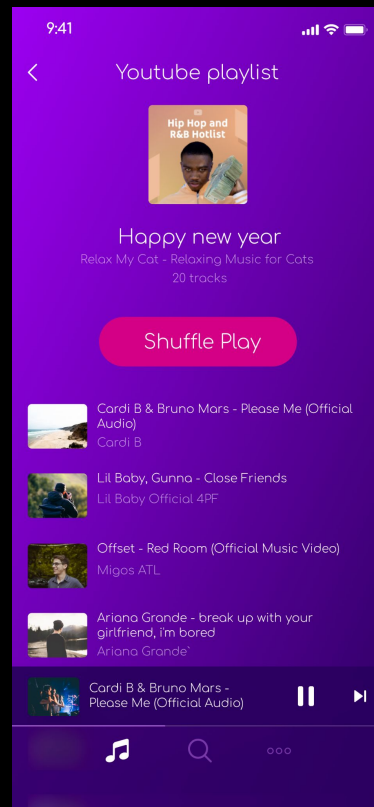 9:41
Youtube playlist
Hip Hop and
R&B Hotlist
Happy new year
Relax My Cat - Relaxing Music for Cats
20 tracks
Shuffle Play
Cardi B & Bruno Mars - Please Me (Official
Audio)
Cardi B
Lil Baby, Gunna - Close Friends
Lil Baby Official 4PF
Offset - Red Room (Official Music Video)
Migos ATL
Ariana Grande - break up with your
girlfriend, i'm bored
Ariana Grande`
Cardi B & Bruno Mars -
Please Me (Official Audio)